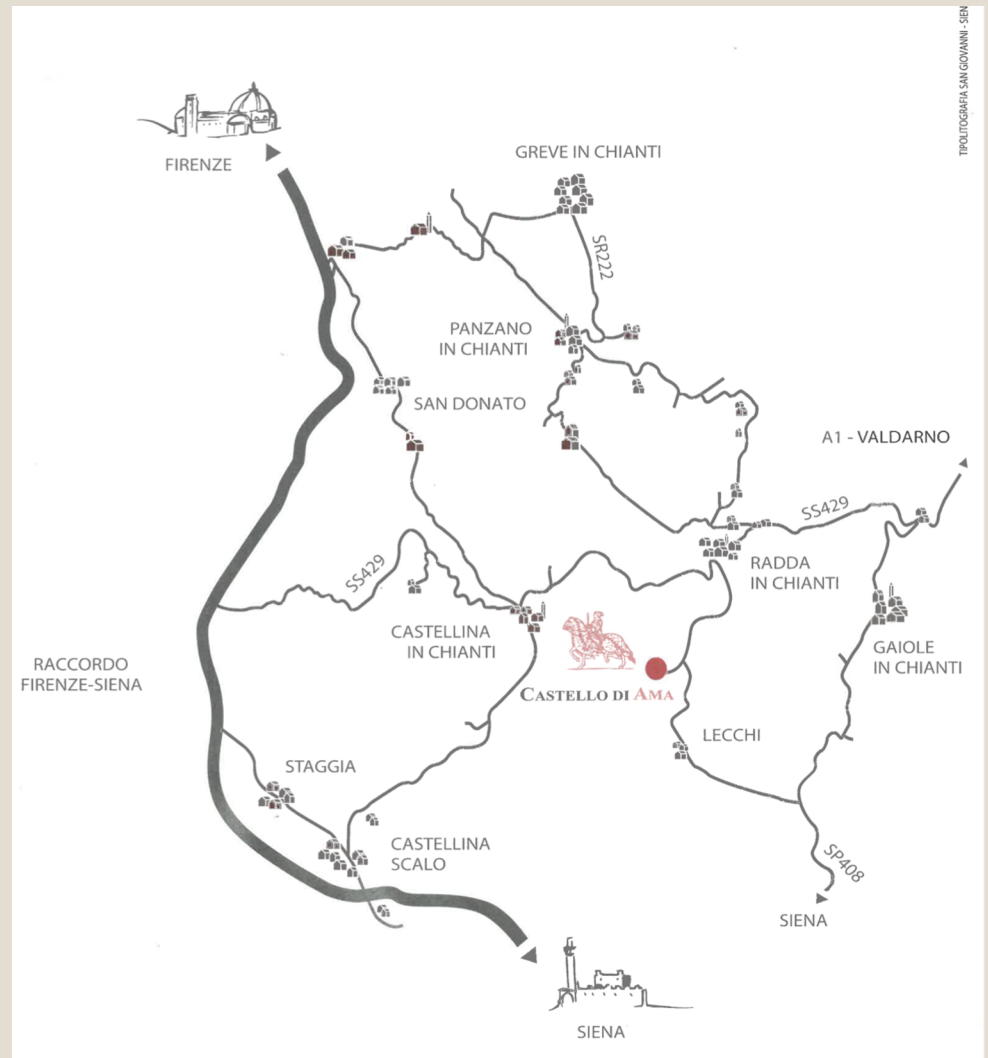 TIPOLITOGRAFIA SAN GIOVANNI - SIEN
FIRENZE
GREVE IN CHIANTI
SR222
PANZANO
IN CHIANTI
SAN DONATO
A1 - VALDARNO
SS429
SS429
RADDA
IN CHIANTI
CASTELLINA
IN CHIANTI
GAIOLE
IN CHIANTI
RACCORDO
FIRENZE-SIENA
CASTELLO DI AMA
LECCHI
STAGGIA
CASTELLINA
SCALO
SP408
SIENA
SIENA